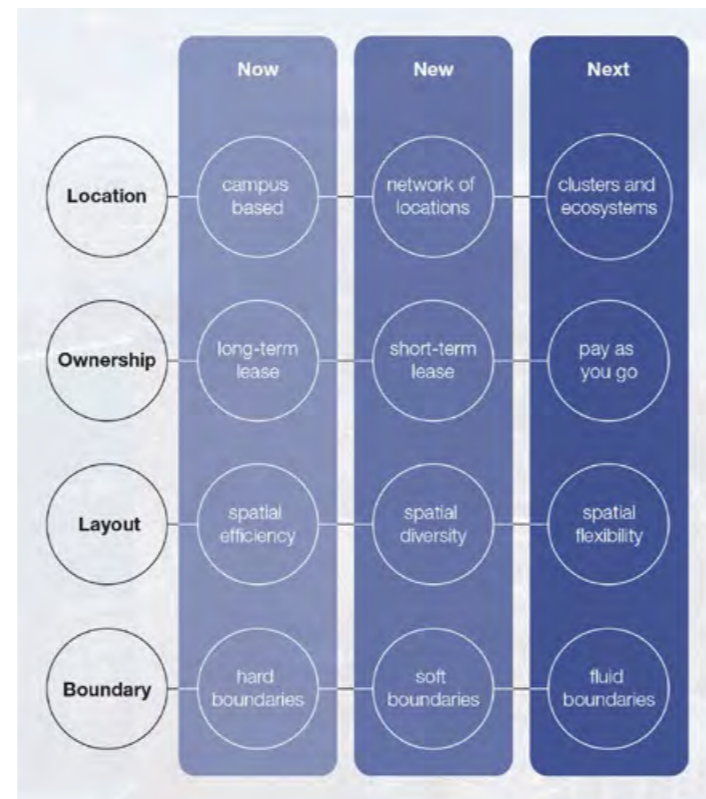 Now New Next
Location
campus
based
network of
locations
clusters and
ecosystems
Ownership
long-term
lease
short-term
lease
pay as
you go
Layout
spatial
efficiency
spatial
diversity
spatial
flexibility
Boundary
hard
boundaries
soft
boundaries
fluid
boundaries